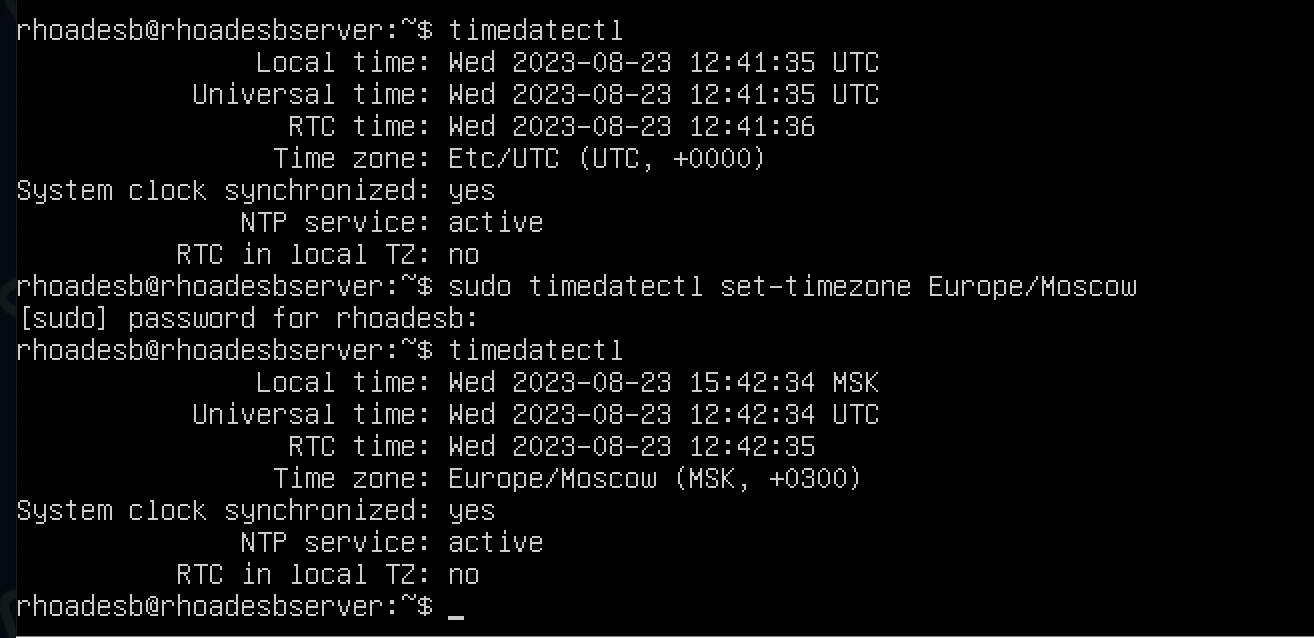 rhoadesb@rhoadesbserver:~$ timedatectl
Local time: Wed 2023-08-23 12:41:35 UTC
Universal time: Wed 2023-08-23 12:41:35 UTC
RTC time: Wed 2023-08-23 12:41:36
Time zone: Etc/UTC (UTC, +0000)
System clock synchronized: yes
NTP service: active
RTC in local TZ: no
rhoadesb@rhoadesbserver:~$ sudo timedatectl set-timezone Europe/Moscow
[sudo] password for rhoadesb:
rhoadesb@rhoadesbserver:~$ timedatectl
Local time: Wed 2023-08-23 15:42:34 MSK
Universal time: Wed 2023-08-23 12:42:34 UTC
RTC time: Wed 2023-08-23 12:42:35
Time zone: Europe/Moscow (MSK, +0300)
System clock synchronized: yes
NTP service: active
RTC in local TZ: no
rhoadesb@rhoadesbserver:~$ _